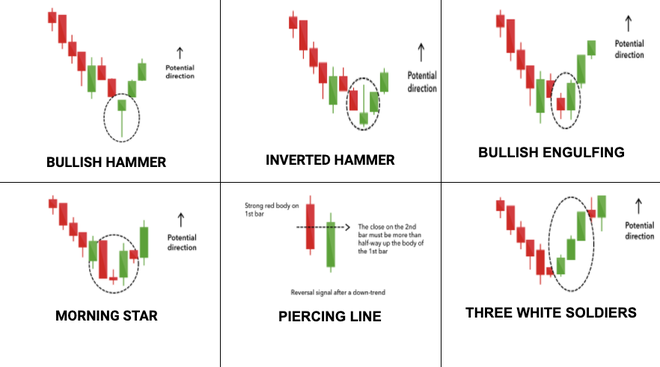 Potential
direction
BULLISH HAMMER
Potential
direction
INVERTED HAMMER
Potential
direction
BULLISH ENGULFING
Potential
direction
MORNING STAR
Strong red body on
1st bar
The close on the 2nd
bar must be more than
half-way up the body of
the 1st bar
Reversal signal after a down-trend
PIERCING LINE
Potential
direction
THREE WHITE SOLDIERS